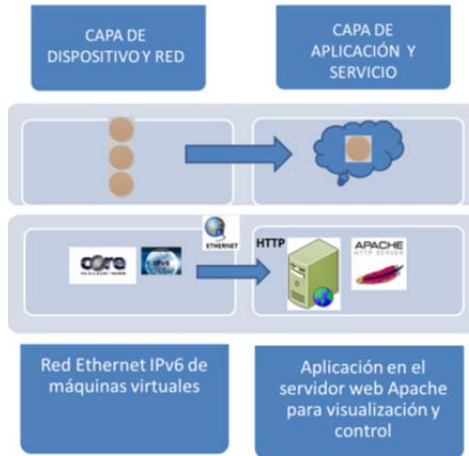 CAPA DE
DISPOSITIVO Y RED
CAPA DE
APLICACIÓN Y
SERVICIO
ETHERNET
HTTP
core
IPv6
APACHE
HTTP SERVER
Red Ethernet IPv6 de
máquinas virtuales
Aplicación en el
servidor web Apache
para visualización y
control